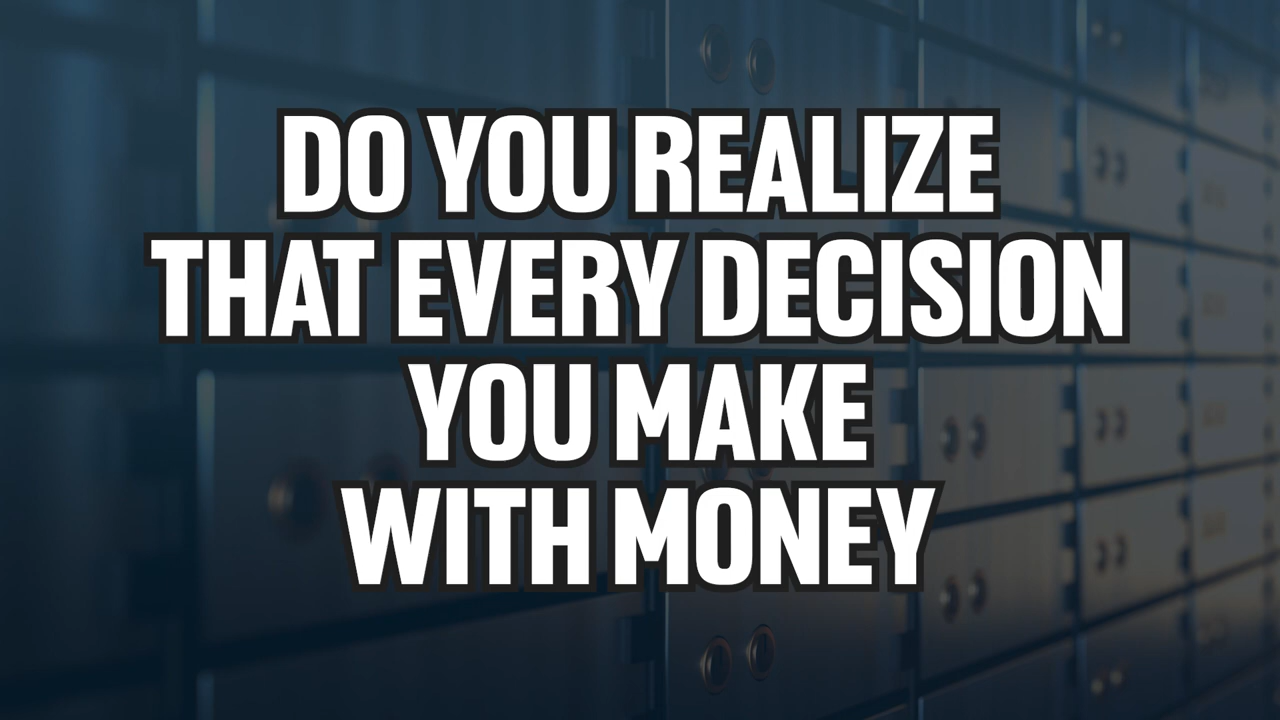 DO YOU REALIZE
THAT EVERY DECISION
YOU MAKE
WITH MONEY